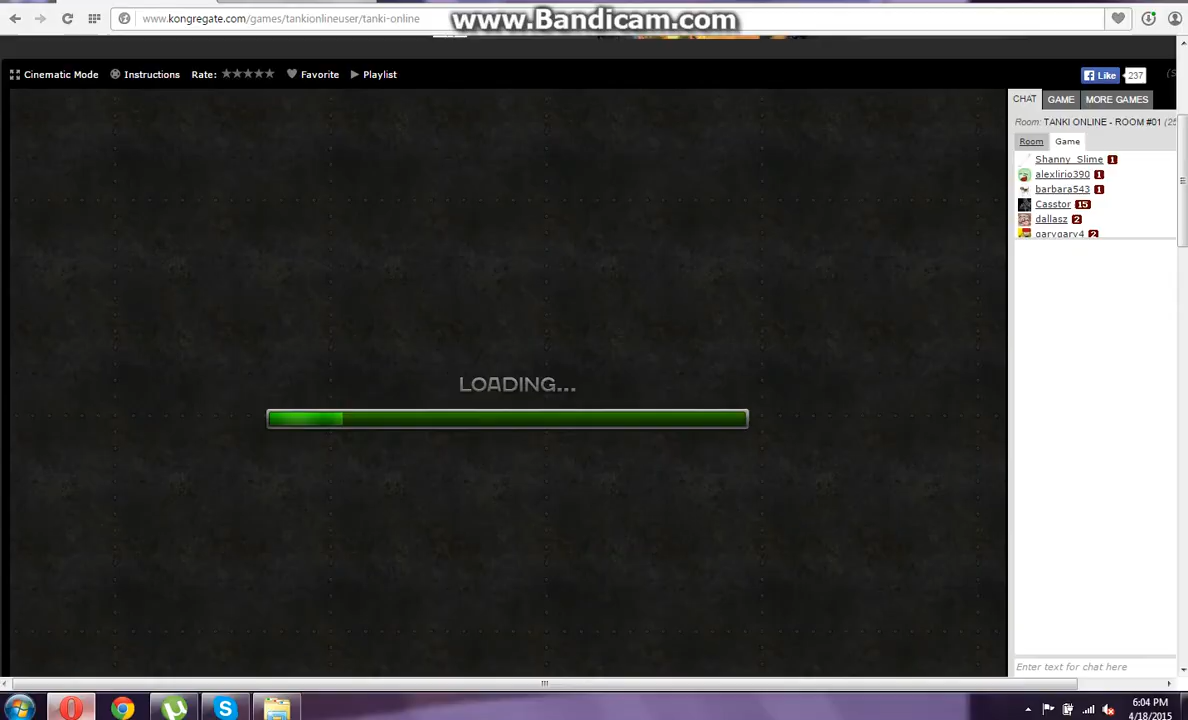 www.kongregate.com/games/tankionlineuser/tanki-online
www.Bandicam.com
Cinematic Mode Instructions Rate: Favorite Playlist
Like 237
CHAT GAME MORE GAMES
Room: TANKI ONLINE - ROOM #01 (25
Room Game
Shanny_Slime 1
alexlirio390 1
barbara543 1
Casstor 15
dallasz 2
garygary4 2
LOADING...
Enter text for chat here
6:04 PM
4/18/2015